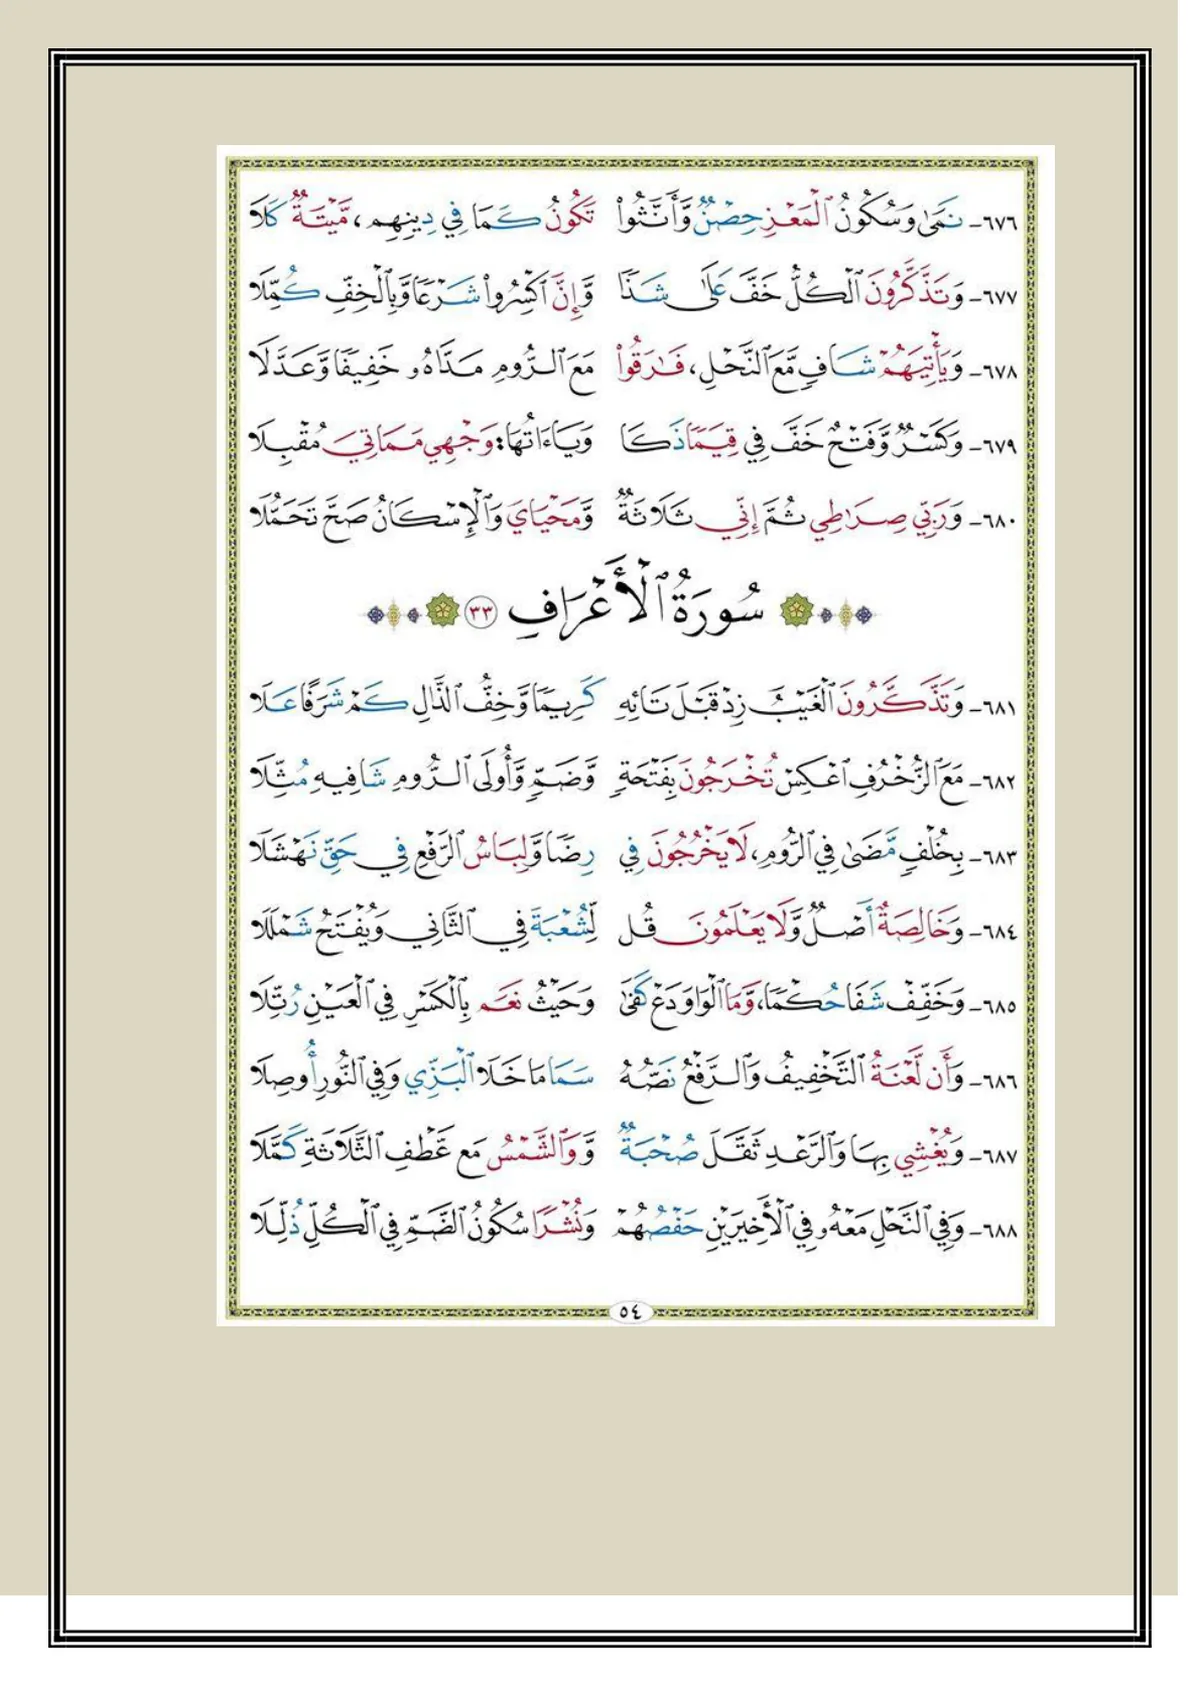 ٦٧٦- نَمَىٰ وَسُكُونُ ٱلْمَعْزِ حِصْنٌ وَّأَنَّثُواْ تَكُونُ كَمَا فِي دِينِهِم، مَّيْتَةٌ كَلَا
٦٧٧- وَتَذَّكَّرُونَ ٱلْكُلُّ خَفَّ عَلَىٰ شَذًا وَّإِنَّ ٱكْسِرُواْ شَرْعًا وَّبِالْخِفِّ كُمِّلَا
٦٧٨- وَيَأْتِيَهُمْ شَافٍ مَّعَ ٱلنَّحْلِ، فَٰرَقُواْ مَعَ ٱلرُّومِ مَدَّاهُ خَفِيفًا وَّعَدَّلَا
٦٧٩- وَكَسْرٌ وَّفَتْحٌ خَفَّ فِي قِيَمًا ذَكَا وَيَاءَاتُهَا: وَجْهِي مَمَاتِيَ مُقْبِلَا
٦٨٠- وَرَبِّي صِرَاطِي ثُمَّ إِنِّي ثَلَاثَةٌ وَّمَحْيَايَ وَٱلْإِسْكَانُ صَحَّ تَحَمُّلَا
سُورَةُ ٱلْأَعْرَافِ ٣٣
٦٨١- وَتَذَّكَّرُونَ ٱلْغَيْبَ زِدْ قَبْلَ تَائِهِ كَرِيمًا وَّخِفُّ ٱلذَّالِ كَمْ شَرَفًا عَلَا
٦٨٢- مَعَ ٱلزُّخْرُفِ ٱعْكِسْ تُخْرَجُونَ بِفَتْحَةٍ وَّضَمٍّ وَّأُولَى ٱلرُّومِ شَافِيهِ مُثِّلَا
٦٨٣- بِخُلْفٍ مَّضَىٰ فِي ٱلرُّومِ، لَا يَخْرُجُونَ فِي رِضًا وَّلِبَاسُ ٱلرَّفْعِ فِي حَقِّ نَهْشَلَا
٦٨٤- وَخَالِصَةٌ أَصْلٌ وَّلَا يَعْلَمُونَ قُل لِّشُعْبَةَ فِي ٱلثَّانِي وَيُفْتَحُ شَمْلَلَا
٦٨٥- وَخَفِّفْ شَفَا حُكْمًا، وَّمَا ٱلْوَاوَ دَعْ كَفَىٰ وَحَيْثُ نَعَم بِالْكَسْرِ فِي ٱلْعَيْنِ رُتِّلَا
٦٨٦- وَأَن لَّعْنَةُ ٱلتَّخْفِيفُ وَٱلرَّفْعُ نَصُّهُ سَمَا مَا خَلَا ٱلْبَزِّي وَفِي ٱلنُّورِ أُوصِلَا
٦٨٧- وَيُغْشِي بِهَا وَٱلرَّعْدِ ثَقَّلَ صُحْبَةٌ وَّوَٱلشَّمْسُ مَع عَّطْفِ ٱلثَّلَاثَةِ كَمَّلَا
٦٨٨- وَفِي ٱلنَّحْلِ مَعْهُ وفِي ٱلْأَخِيرَيْنِ حَفْصُهُمْ وَنُشْرًا سُكُونُ ٱلضَّمِّ فِي ٱلْكُلِّ ذُلِّلَا
٥٤